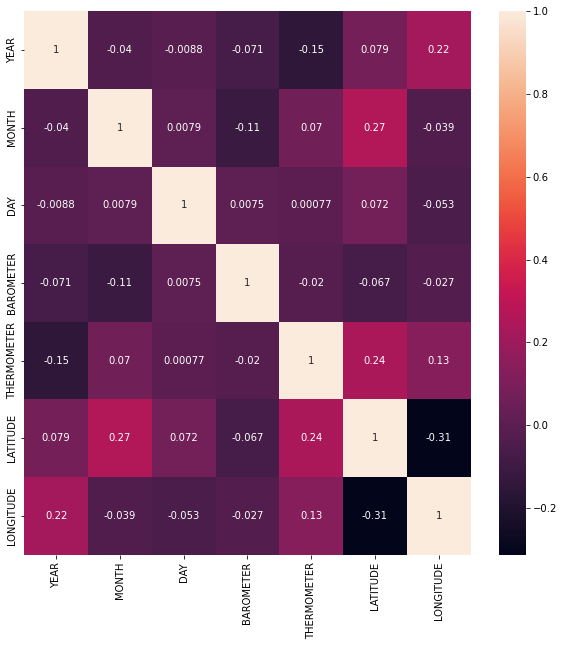 YEAR 1 -0.04 -0.0088 -0.071 -0.15 0.079 0.22
MONTH -0.04 1 0.0079 -0.11 0.07 0.27 -0.039
DAY -0.0088 0.0079 1 0.0075 0.00077 0.072 -0.053
BAROMETER -0.071 -0.11 0.0075 1 -0.02 -0.067 -0.027
THERMOMETER -0.15 0.07 0.00077 -0.02 1 0.24 0.13
LATITUDE 0.079 0.27 0.072 -0.067 0.24 1 -0.31
LONGITUDE 0.22 -0.039 -0.053 -0.027 0.13 -0.31 1
YEAR MONTH DAY BAROMETER THERMOMETER LATITUDE LONGITUDE
1.0
0.8
0.6
0.4
0.2
0.0
−0.2